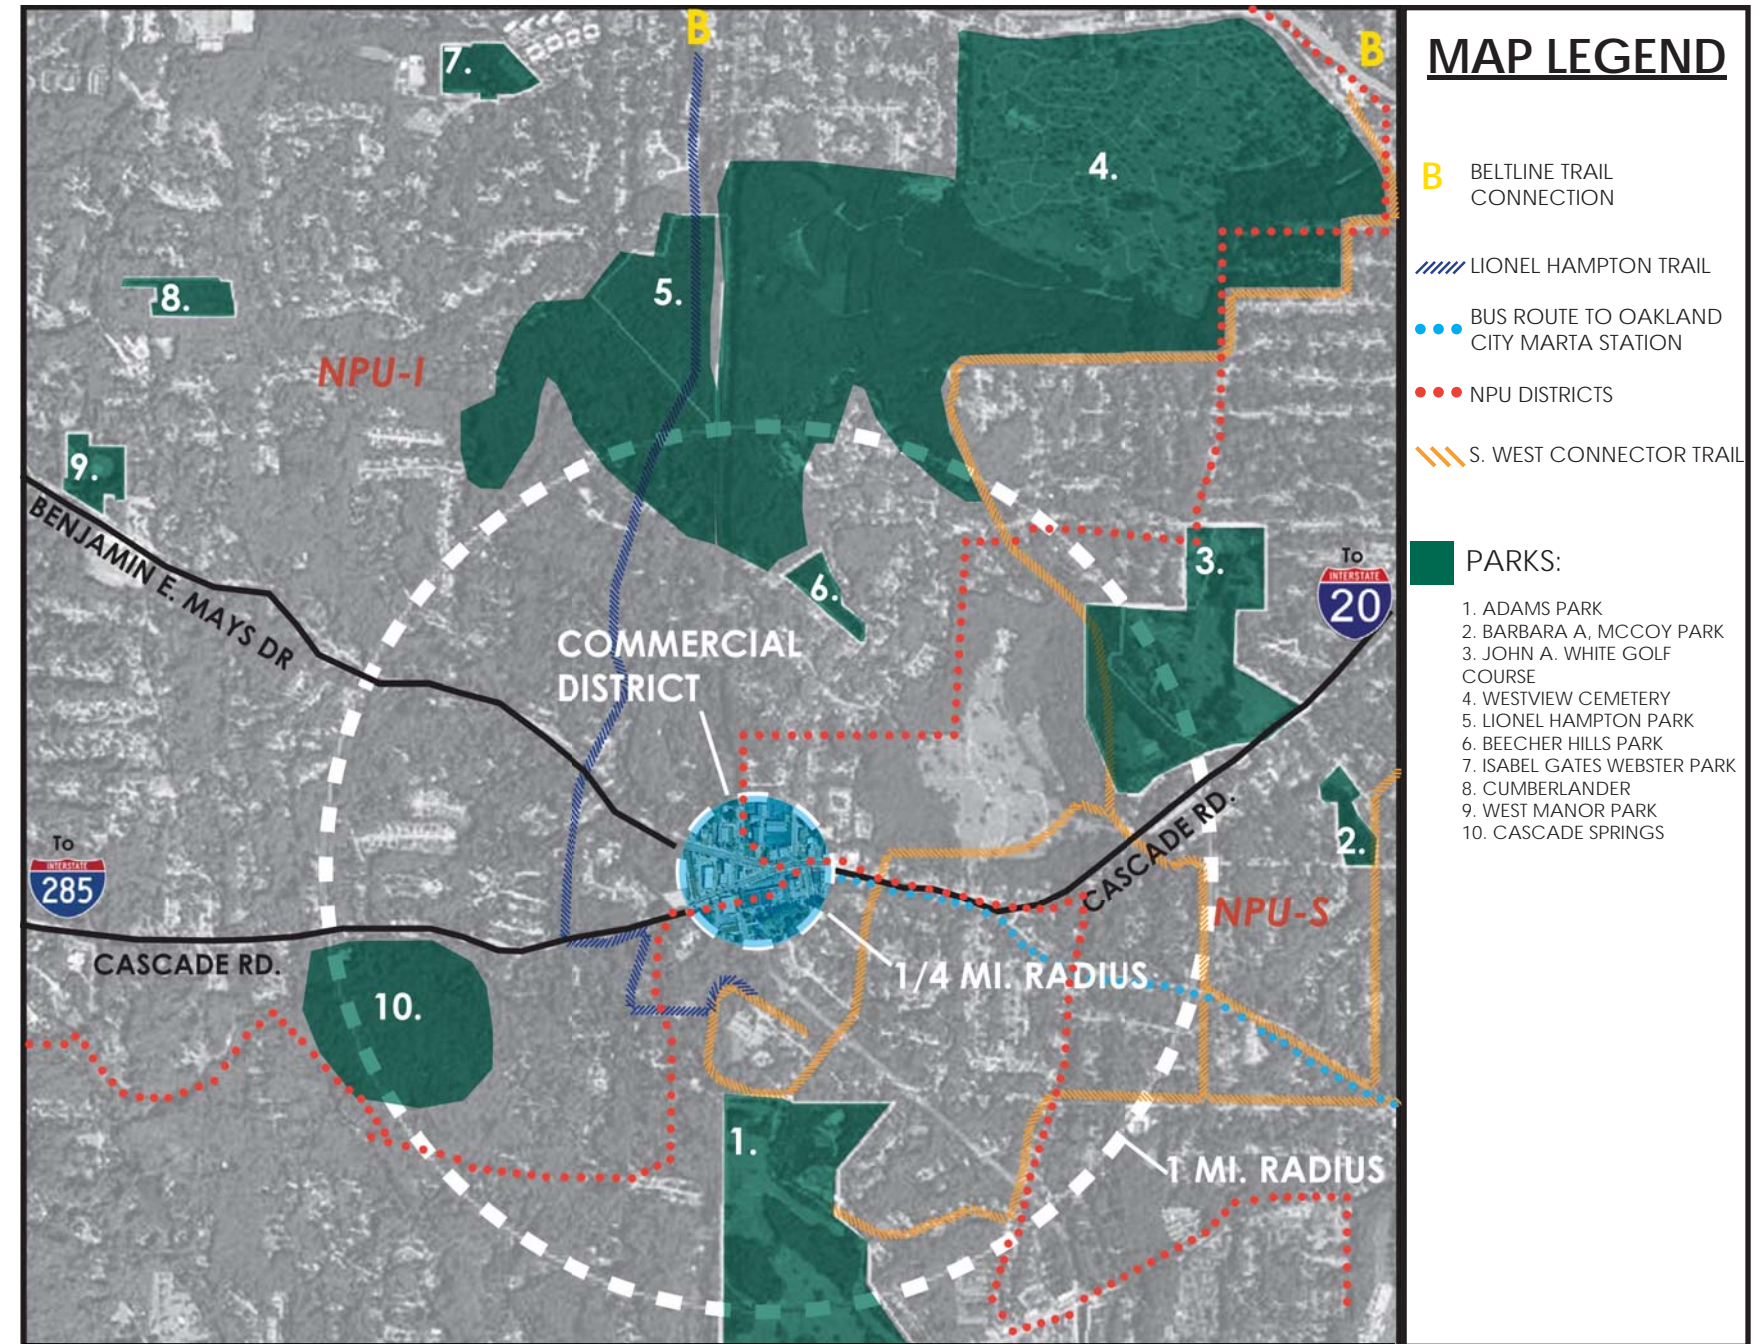 B
B
7.
4.
5.
8.
NPU-I
9.
BENJAMIN E. MAYS DR
3.
6.
To
INTERSTATE
20
COMMERCIAL
DISTRICT
To
INTERSTATE
285
CASCADE RD.
2.
NPU-S
CASCADE RD.
1/4 MI. RADIUS
10.
1.
1 MI. RADIUS
MAP LEGEND
B BELTLINE TRAIL
CONNECTION
LIONEL HAMPTON TRAIL
BUS ROUTE TO OAKLAND
CITY MARTA STATION
NPU DISTRICTS
S. WEST CONNECTOR TRAIL
PARKS:
1. ADAMS PARK
2. BARBARA A, MCCOY PARK
3. JOHN A. WHITE GOLF
COURSE
4. WESTVIEW CEMETERY
5. LIONEL HAMPTON PARK
6. BEECHER HILLS PARK
7. ISABEL GATES WEBSTER PARK
8. CUMBERLANDER
9. WEST MANOR PARK
10. CASCADE SPRINGS